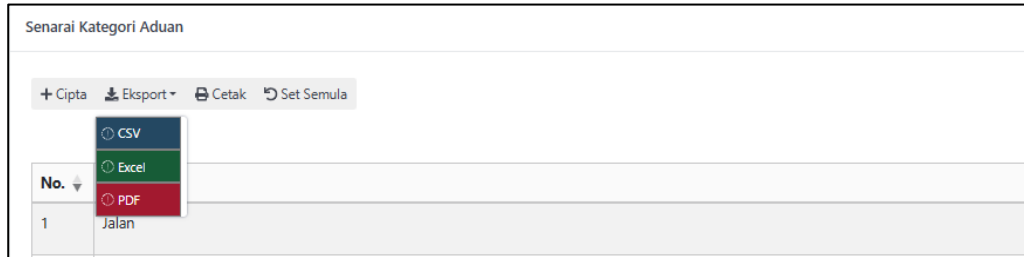 Senarai Kategori Aduan
+ Cipta Eksport Cetak Set Semula
CSV
Excel
PDF
No.
1 Jalan